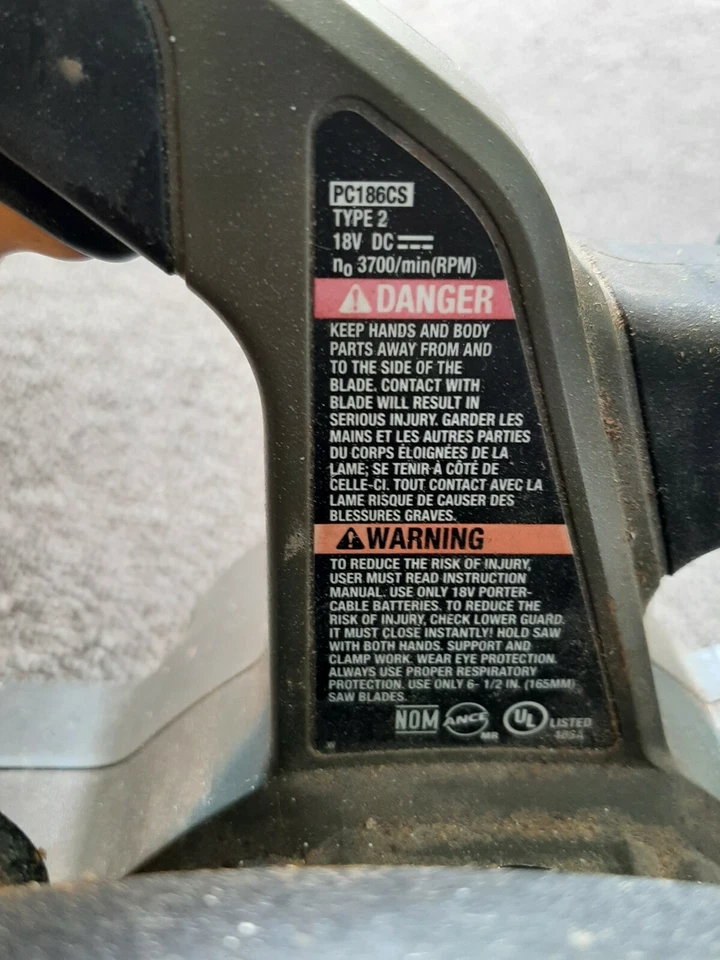 PC186CS
TYPE 2
18V DC
n₀ 3700/min(RPM)
DANGER
KEEP HANDS AND BODY
PARTS AWAY FROM AND
TO THE SIDE OF THE
BLADE. CONTACT WITH
BLADE WILL RESULT IN
SERIOUS INJURY. GARDER LES
MAINS ET LES AUTRES PARTIES
DU CORPS ÉLOIGNÉES DE LA
LAME; SE TENIR À CÔTÉ DE
CELLE-CI. TOUT CONTACT AVEC LA
LAME RISQUE DE CAUSER DES
BLESSURES GRAVES.
WARNING
TO REDUCE THE RISK OF INJURY,
USER MUST READ INSTRUCTION
MANUAL. USE ONLY 18V PORTER-
CABLE BATTERIES. TO REDUCE THE
RISK OF INJURY, CHECK LOWER GUARD.
IT MUST CLOSE INSTANTLY! HOLD SAW
WITH BOTH HANDS. SUPPORT AND
CLAMP WORK. WEAR EYE PROTECTION.
ALWAYS USE PROPER RESPIRATORY
PROTECTION. USE ONLY 6- 1/2 IN. (165MM)
SAW BLADES.
NOM ANCE UL LISTED
MR